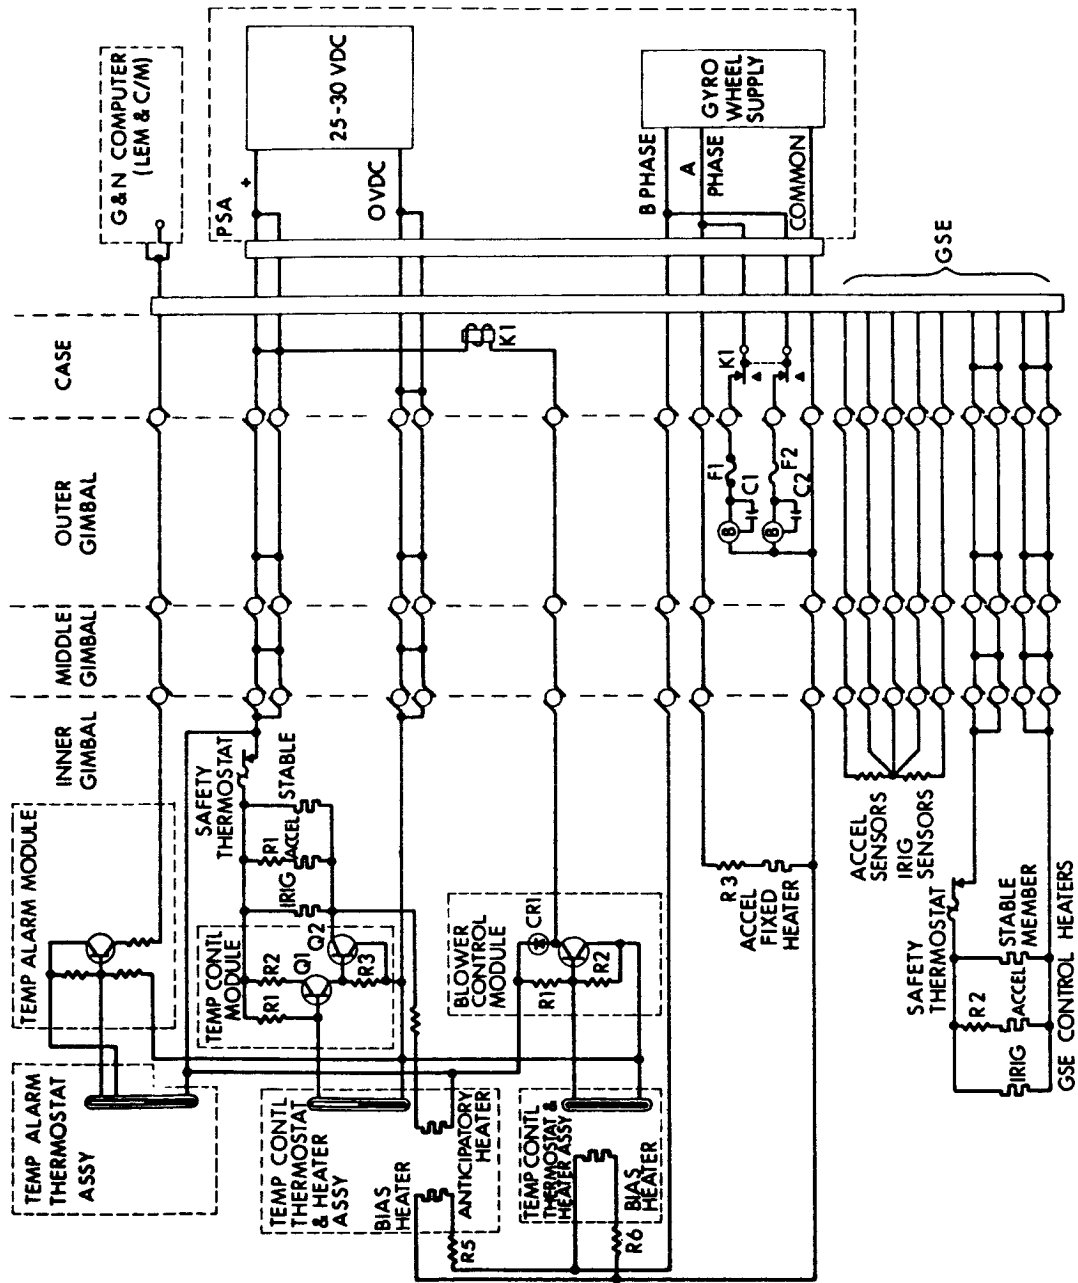 G&N COMPUTER
(LEM & C/M)
PSA
25-30 VDC
+
0 VDC
GYRO
WHEEL
SUPPLY
B PHASE
A
PHASE
COMMON
GSE
CASE
K1
K1
OUTER
GIMBAL
F1
C1
F2
C2
B
B
MIDDLE
GIMBAL
INNER
GIMBAL
TEMP ALARM MODULE
SAFETY
THERMOSTAT
STABLE
R1
ACCEL
IRIG
TEMP CONTL
MODULE
R1
R2
Q1
Q2
R3
BLOWER
CONTROL
MODULE
CR1
R1
R2
R3
ACCEL
FIXED
HEATER
ACCEL
SENSORS
IRIG
SENSORS
SAFETY
THERMOSTAT
STABLE
MEMBER
R2
ACCEL
IRIG
GSE CONTROL HEATERS
TEMP ALARM
THERMOSTAT
ASSY
TEMP CONTL
THERMOSTAT
& HEATER
ASSY
BIAS
HEATER
ANTICIPATORY
HEATER
R5
TEMP CONTL
THERMOSTAT &
HEATER ASSY
BIAS
HEATER
R6